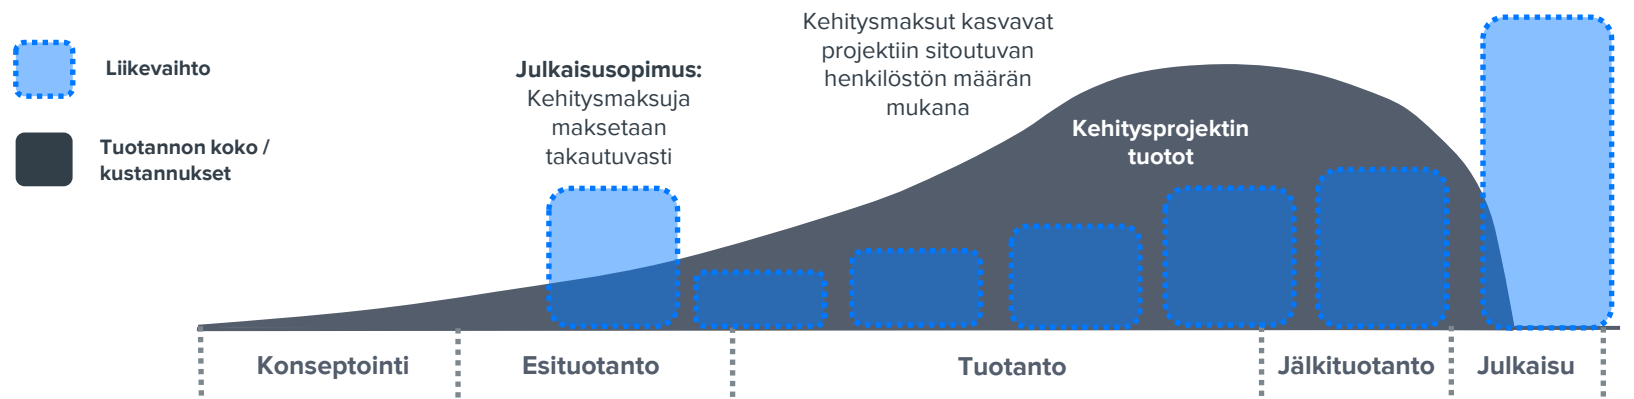 Liikevaihto
Tuotannon koko /
kustannukset
Julkaisusopimus:
Kehitysmaksuja
maksetaan
takautuvasti
Kehitysmaksut kasvavat
projektiin sitoutuvan
henkilöstön määrän
mukana
Kehitysprojektin
tuotot
Konseptointi
Esituotanto
Tuotanto
Jälkituotanto
Julkaisu